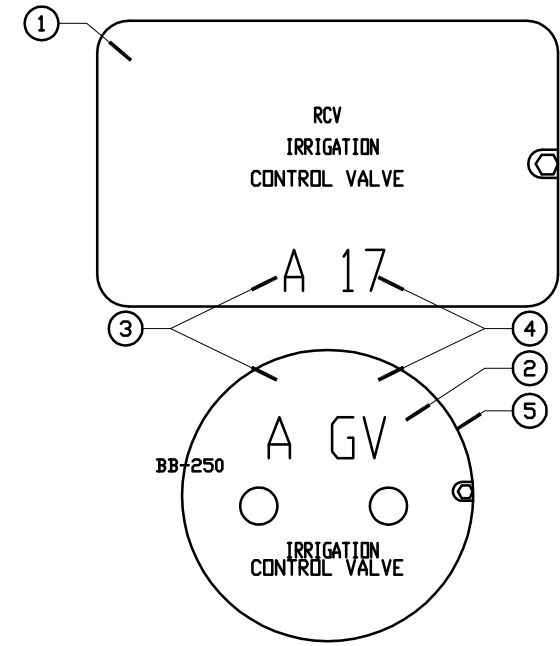 1
RCV
IRRIGATION
CONTROL VALVE
A 17
3
4
2
5
A GV
BB-250
IRRIGATION
CONTROL VALVE